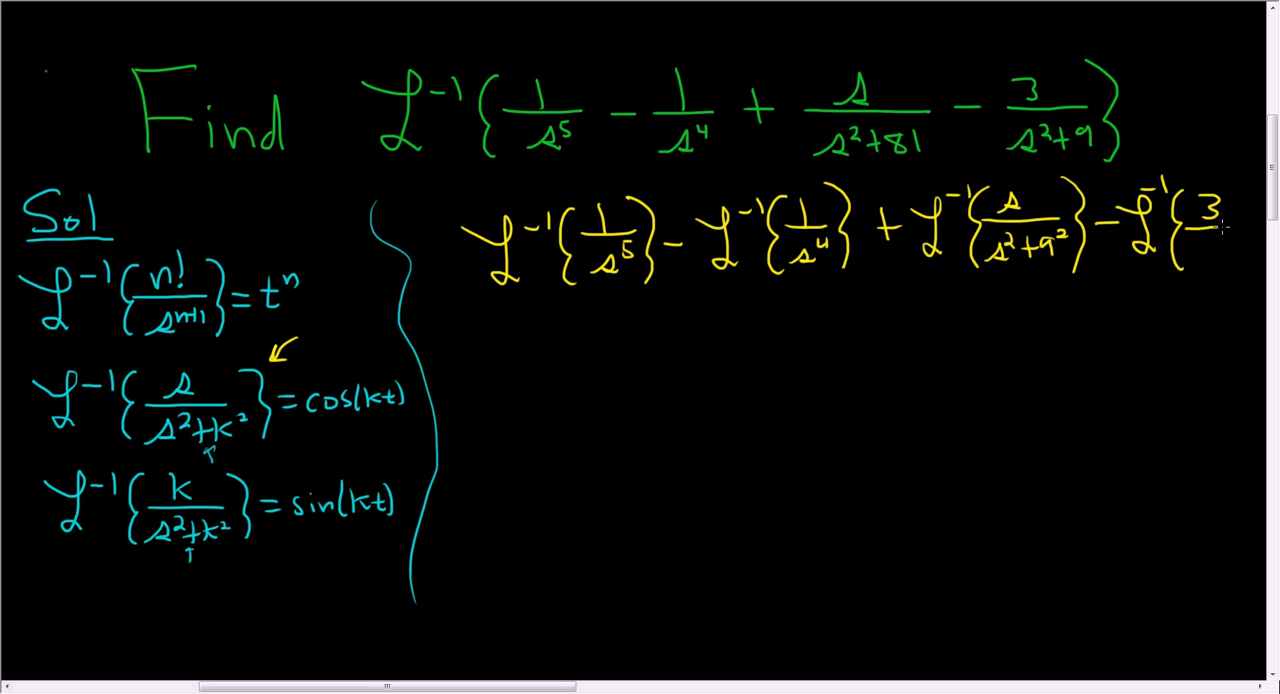 Find ℒ⁻¹{1/s⁵ − 1/s⁴ + s/(s²+81) − 3/(s²+9)}
Sol
ℒ⁻¹{n!/sⁿ⁺¹} = tⁿ
ℒ⁻¹{s/(s²+k²)} = cos(kt)
ℒ⁻¹{k/(s²+k²)} = sin(kt)
ℒ⁻¹{1/s⁵} − ℒ⁻¹{1/s⁴} + ℒ⁻¹{s/(s²+9²)} − ℒ⁻¹{3/